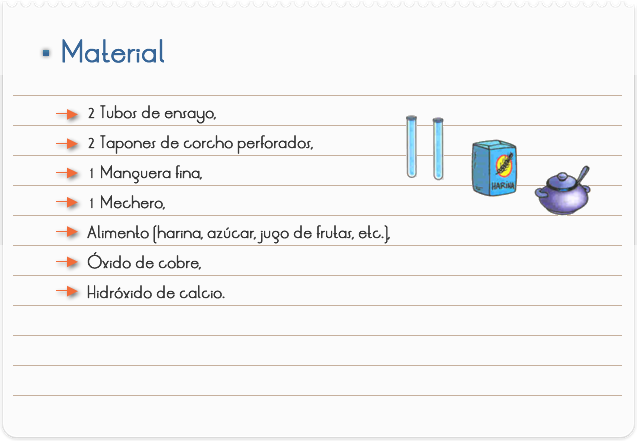 Material
2 Tubos de ensayo,
2 Tapones de corcho perforados,
1 Manguera fina,
1 Mechero,
Alimento (harina, azúcar, jugo de frutas, etc.),
Óxido de cobre,
Hidróxido de calcio.
HARINA